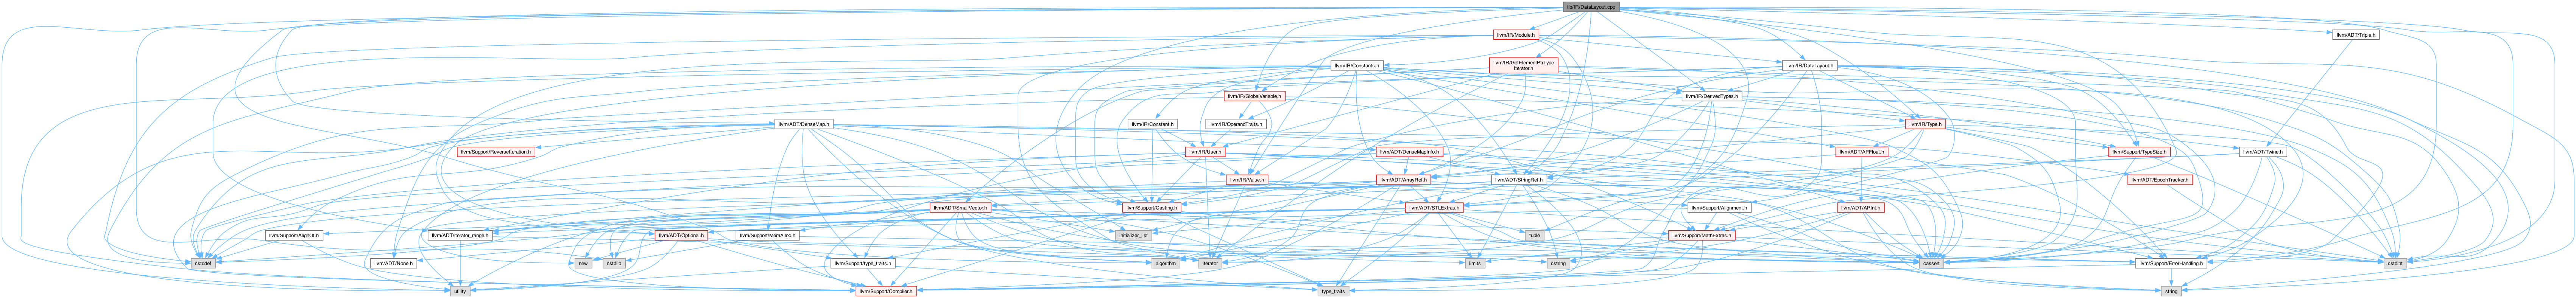 lib/IR/DataLayout.cpp
llvm/IR/Module.h
llvm/ADT/Triple.h
llvm/IR/Constants.h
llvm/IR/GetElementPtrType
Iterator.h
llvm/IR/DataLayout.h
llvm/IR/GlobalVariable.h
llvm/IR/DerivedTypes.h
llvm/ADT/DenseMap.h
llvm/IR/Constant.h
llvm/IR/OperandTraits.h
llvm/IR/Type.h
llvm/Support/ReverseIteration.h
llvm/IR/User.h
llvm/ADT/DenseMapInfo.h
llvm/ADT/APFloat.h
llvm/Support/TypeSize.h
llvm/ADT/Twine.h
llvm/IR/Value.h
llvm/ADT/ArrayRef.h
llvm/ADT/StringRef.h
llvm/ADT/EpochTracker.h
llvm/ADT/SmallVector.h
llvm/Support/Casting.h
llvm/ADT/STLExtras.h
llvm/Support/Alignment.h
llvm/ADT/APInt.h
llvm/Support/AlignOf.h
llvm/ADT/iterator_range.h
llvm/ADT/Optional.h
llvm/Support/MemAlloc.h
initializer_list
tuple
llvm/Support/MathExtras.h
cstddef
llvm/ADT/None.h
new
cstdlib
llvm/Support/type_traits.h
algorithm
iterator
limits
cstring
cassert
llvm/Support/ErrorHandling.h
cstdint
utility
llvm/Support/Compiler.h
type_traits
string